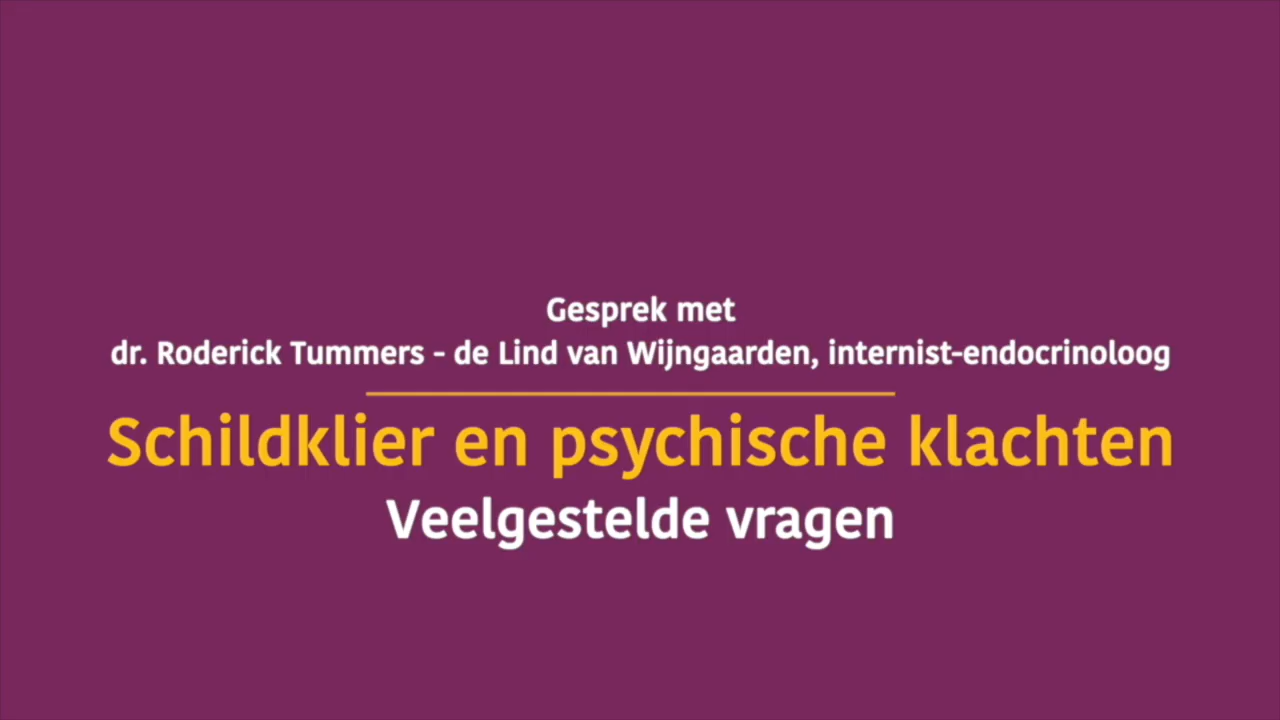 Gesprek met
dr. Roderick Tummers - de Lind van Wijngaarden, internist-endocrinoloog
Schildklier en psychische klachten
Veelgestelde vragen